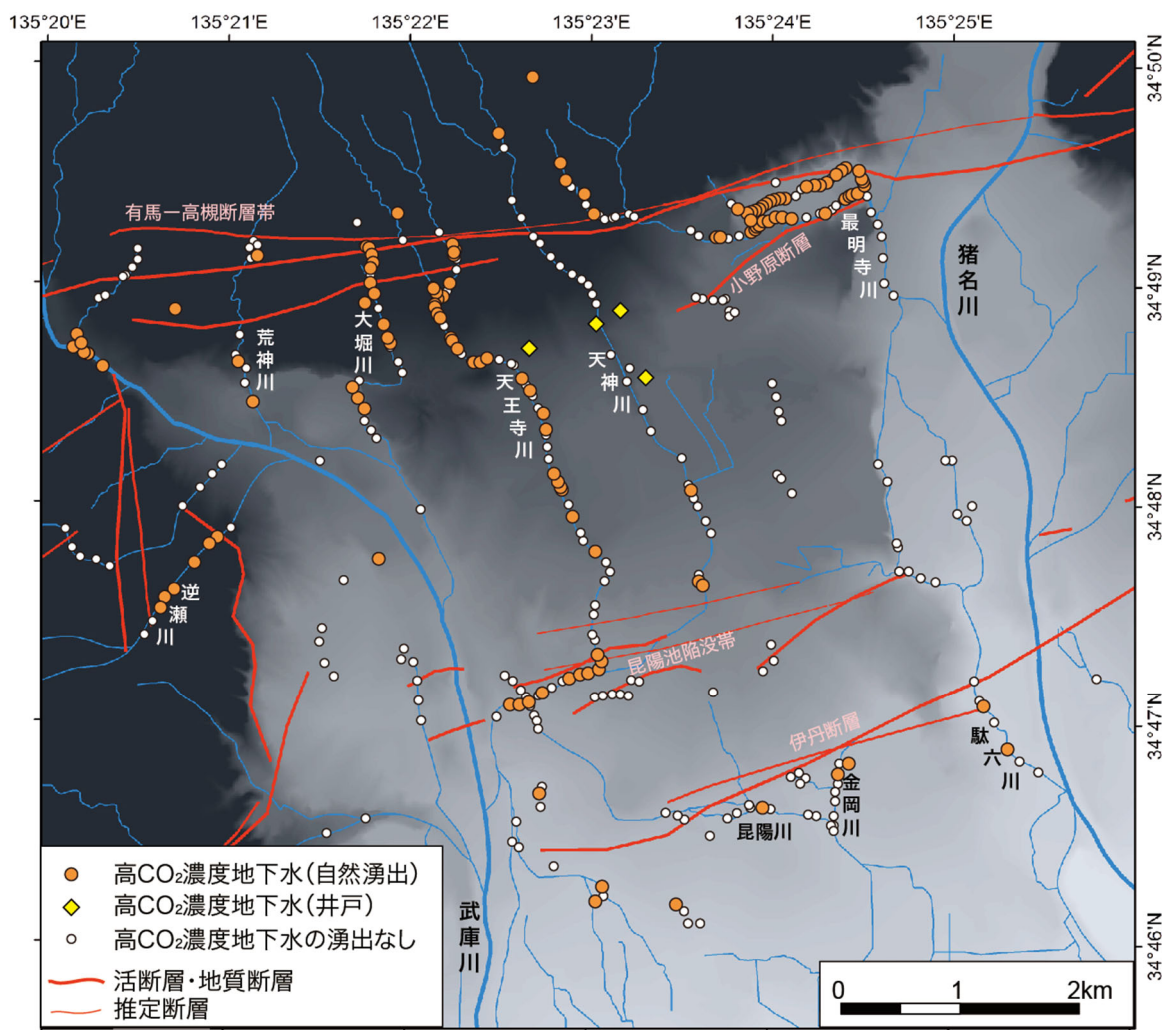 135°20'E
135°21'E
135°22'E
135°23'E
135°24'E
135°25'E
34°50'N
34°49'N
34°48'N
34°47'N
34°46'N
有馬ー高槻断層帯
小野原断層
最明寺川
猪名川
荒神川
大堀川
天王寺川
天神川
逆瀬川
昆陽池陥没帯
伊丹断層
駄六川
金岡川
昆陽川
武庫川
高CO₂濃度地下水(自然湧出)
高CO₂濃度地下水(井戸)
高CO₂濃度地下水の湧出なし
活断層・地質断層
推定断層
0 1 2km